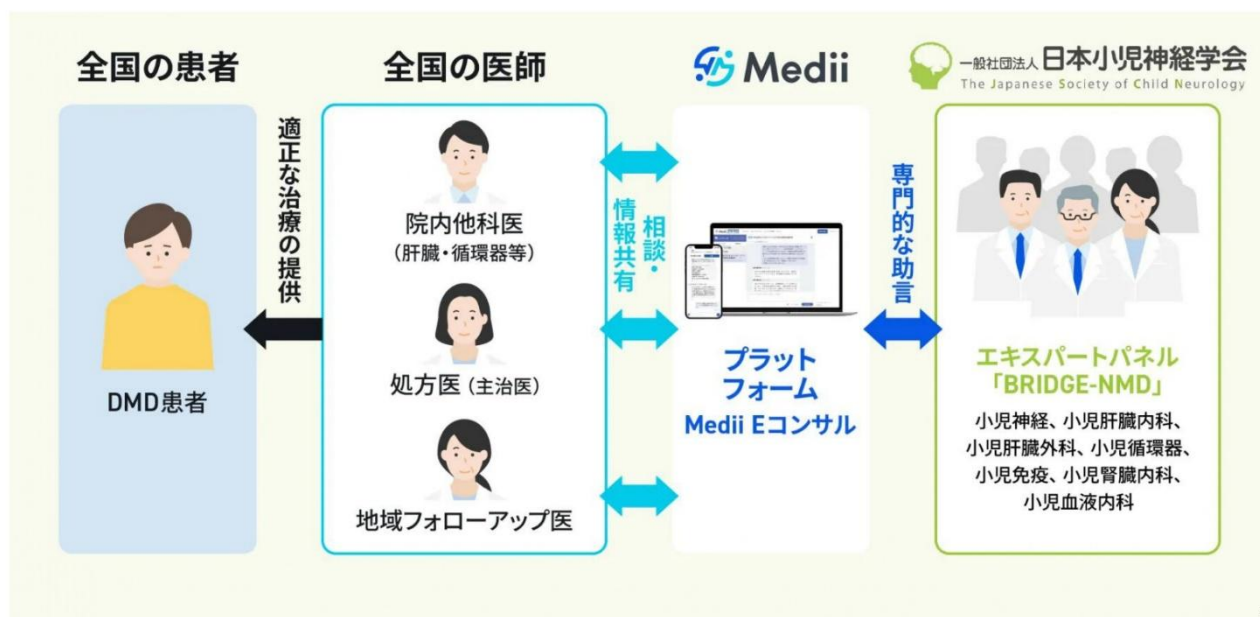 全国の患者
全国の医師
Medii
一般社団法人 日本小児神経学会
The Japanese Society of Child Neurology
DMD患者
適正な治療の提供
院内他科医
(肝臓・循環器等)
処方医(主治医)
地域フォローアップ医
相談・
情報共有
プラット
フォーム
Medii Eコンサル
専門的な助言
エキスパートパネル
「BRIDGE-NMD」
小児神経、小児肝臓内科、
小児肝臓外科、小児循環器、
小児免疫、小児腎臓内科、
小児血液内科